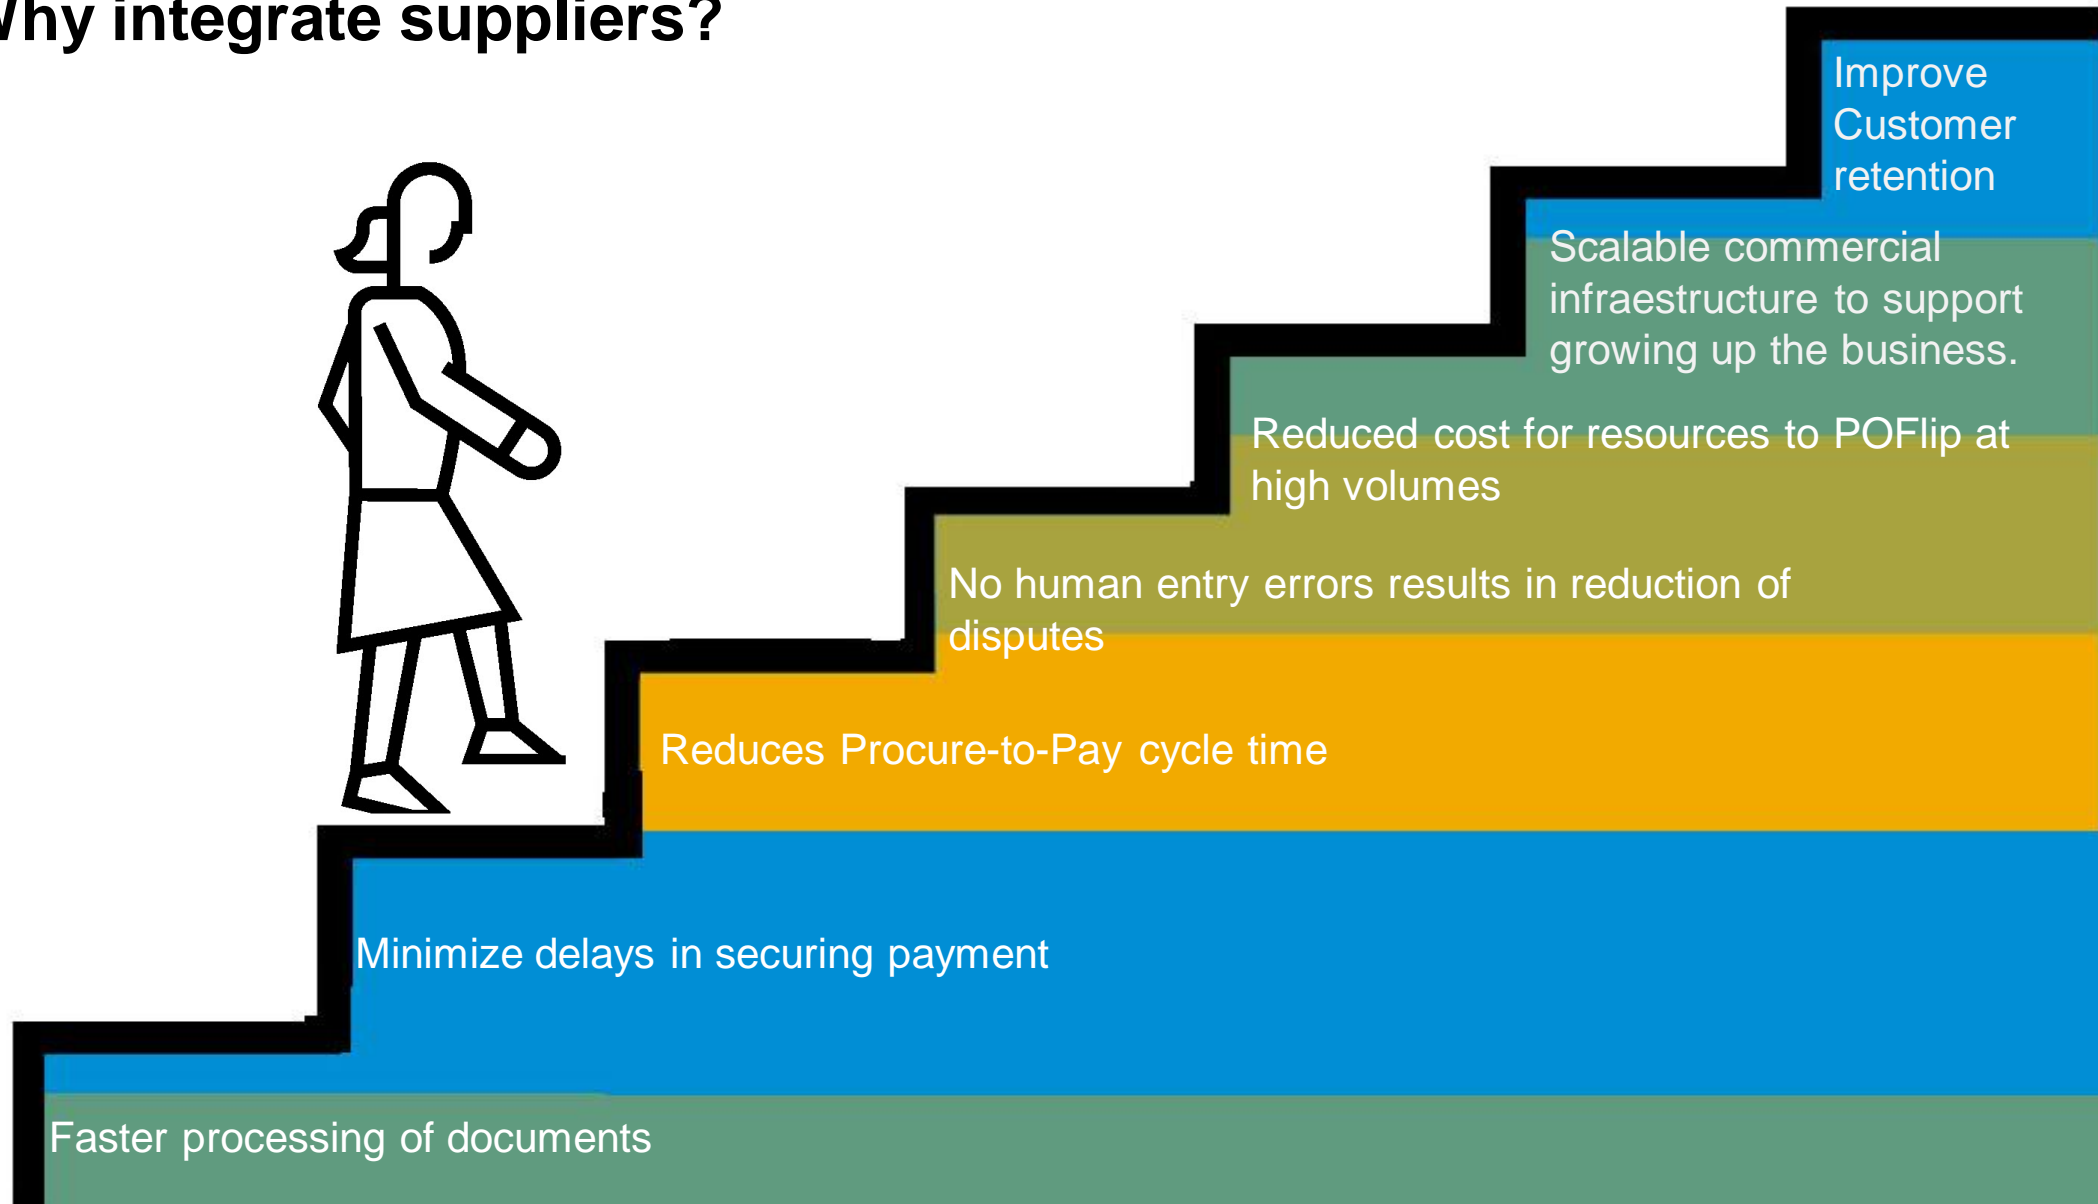 Why integrate suppliers?
Improve
Customer
retention
Scalable commercial
infraestructure to support
growing up the business.
Reduced cost for resources to POFlip at
high volumes
No human entry errors results in reduction of
disputes
Reduces Procure-to-Pay cycle time
Minimize delays in securing payment
Faster processing of documents